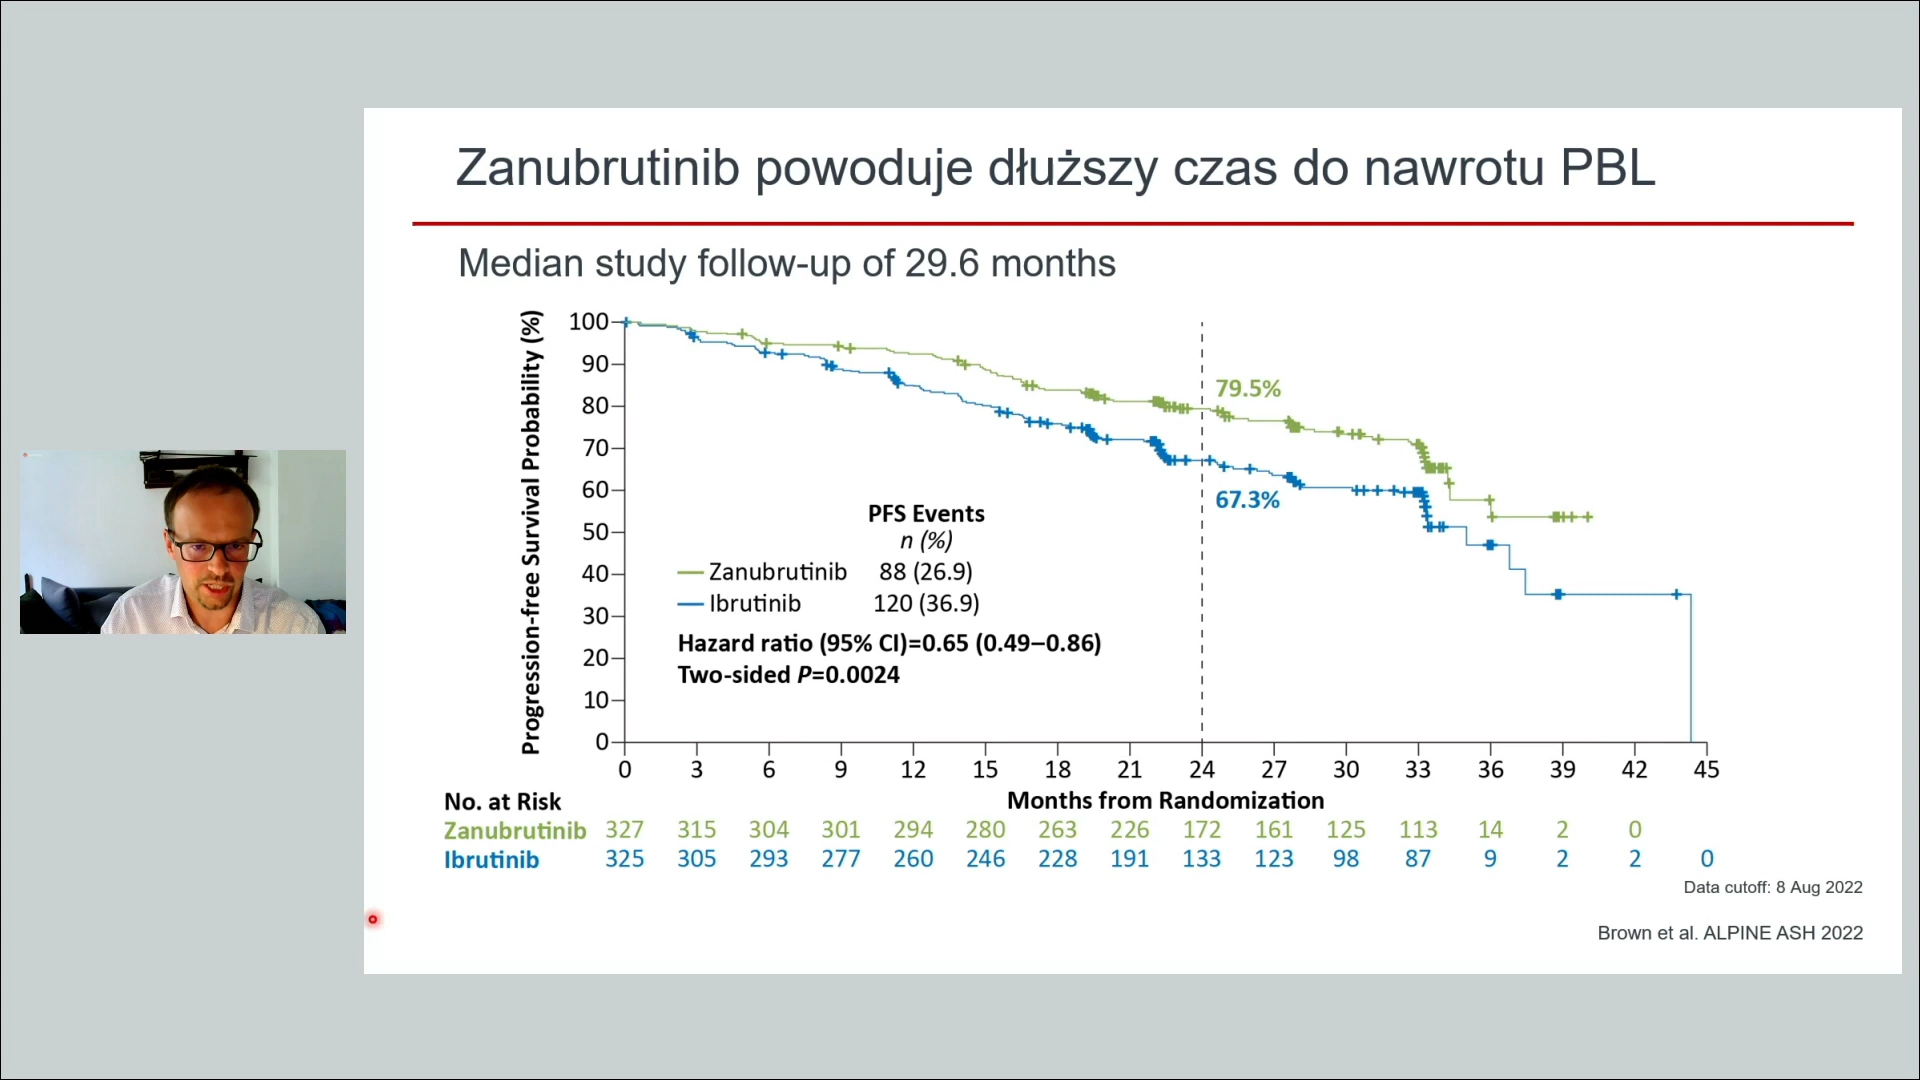 Zanubrutinib powoduje dłuższy czas do nawrotu PBL
Median study follow-up of 29.6 months
Progression-free Survival Probability (%)
100
90
80
70
60
50
40
30
20
10
0
79.5%
67.3%
PFS Events
n (%)
Zanubrutinib 88 (26.9)
Ibrutinib 120 (36.9)
Hazard ratio (95% CI)=0.65 (0.49–0.86)
Two-sided P=0.0024
0 3 6 9 12 15 18 21 24 27 30 33 36 39 42 45
No. at Risk Months from Randomization
Zanubrutinib 327 315 304 301 294 280 263 226 172 161 125 113 14 2 0
Ibrutinib 325 305 293 277 260 246 228 191 133 123 98 87 9 2 2 0
Data cutoff: 8 Aug 2022
Brown et al. ALPINE ASH 2022